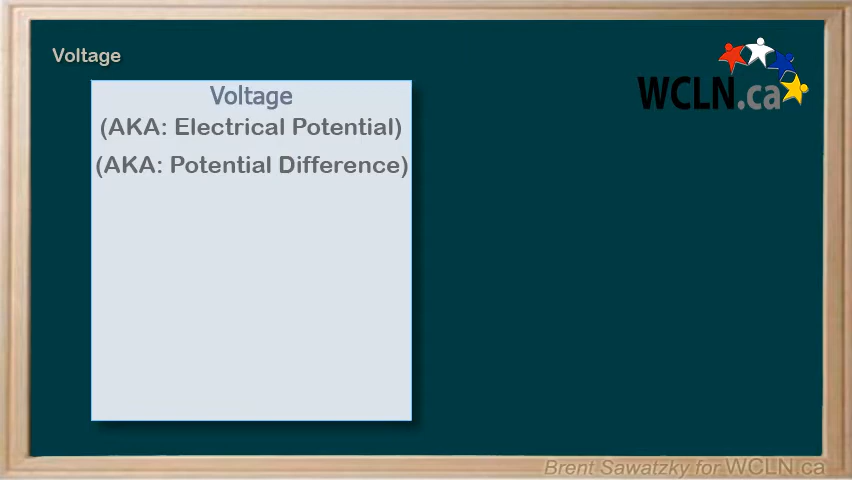 Voltage
WCLN.ca
Voltage
(AKA: Electrical Potential)
(AKA: Potential Difference)
Brent Sawatzky for WCLN.ca